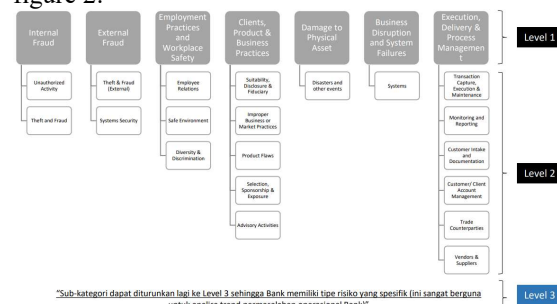 figure 2.
Internal
Fraud
External
Fraud
Employment
Practices
and
Workplace
Safety
Clients,
Product &
Business
Practices
Damage to
Physical
Asset
Business
Disruption
and System
Failures
Execution,
Delivery &
Process
Managemen
t
Level 1
Unauthorized
Activity
Theft and Fraud
Theft & Fraud
(External)
Systems Security
Employee
Relations
Safe Environment
Diversity &
Discrimination
Suitability,
Disclosure &
Fiduciary
Improper
Business or
Market Practices
Product Flaws
Selection,
Sponsorship &
Exposure
Advisory Activities
Disasters and
other events
Systems
Transaction
Capture,
Execution &
Maintenance
Monitoring and
Reporting
Customer Intake
and
Documentation
Customer/ Client
Account
Management
Trade
Counterparties
Vendors &
Suppliers
Level 2
"Sub-kategori dapat diturunkan lagi ke Level 3 sehingga Bank memiliki tipe risiko yang spesifik (ini sangat berguna
untuk analisa trend permasalahan operasional Bank)"
Level 3